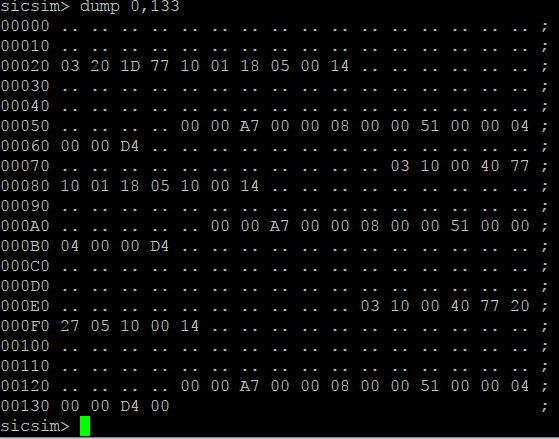 sicsim> dump 0,133
00000 .. .. .. .. .. .. .. .. .. .. .. .. .. .. .. .. ;
00010 .. .. .. .. .. .. .. .. .. .. .. .. .. .. .. .. ;
00020 03 20 1D 77 10 01 18 05 00 14 .. .. .. .. .. .. ;
00030 .. .. .. .. .. .. .. .. .. .. .. .. .. .. .. .. ;
00040 .. .. .. .. .. .. .. .. .. .. .. .. .. .. .. .. ;
00050 .. .. .. .. 00 00 A7 00 00 08 00 00 51 00 00 04 ;
00060 00 00 D4 .. .. .. .. .. .. .. .. .. .. .. .. .. ;
00070 .. .. .. .. .. .. .. .. .. .. .. 03 10 00 40 77 ;
00080 10 01 18 05 10 00 14 .. .. .. .. .. .. .. .. .. ;
00090 .. .. .. .. .. .. .. .. .. .. .. .. .. .. .. .. ;
000A0 .. .. .. .. .. 00 00 A7 00 00 08 00 00 51 00 00 ;
000B0 04 00 00 D4 .. .. .. .. .. .. .. .. .. .. .. .. ;
000C0 .. .. .. .. .. .. .. .. .. .. .. .. .. .. .. .. ;
000D0 .. .. .. .. .. .. .. .. .. .. .. .. .. .. .. .. ;
000E0 .. .. .. .. .. .. .. .. .. .. 03 10 00 40 77 20 ;
000F0 27 05 10 00 14 .. .. .. .. .. .. .. .. .. .. .. ;
00100 .. .. .. .. .. .. .. .. .. .. .. .. .. .. .. .. ;
00110 .. .. .. .. .. .. .. .. .. .. .. .. .. .. .. .. ;
00120 .. .. .. .. 00 00 A7 00 00 08 00 00 51 00 00 04 ;
00130 00 00 D4 00 ;
sicsim>